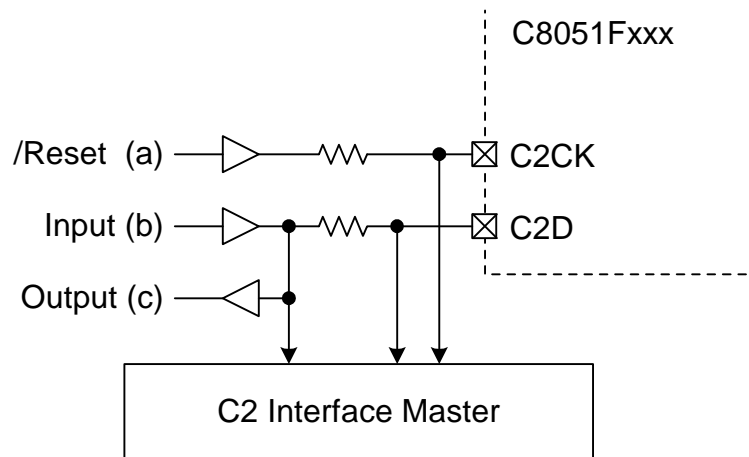 C8051Fxxx
/Reset (a)
C2CK
Input (b)
C2D
Output (c)
C2 Interface Master